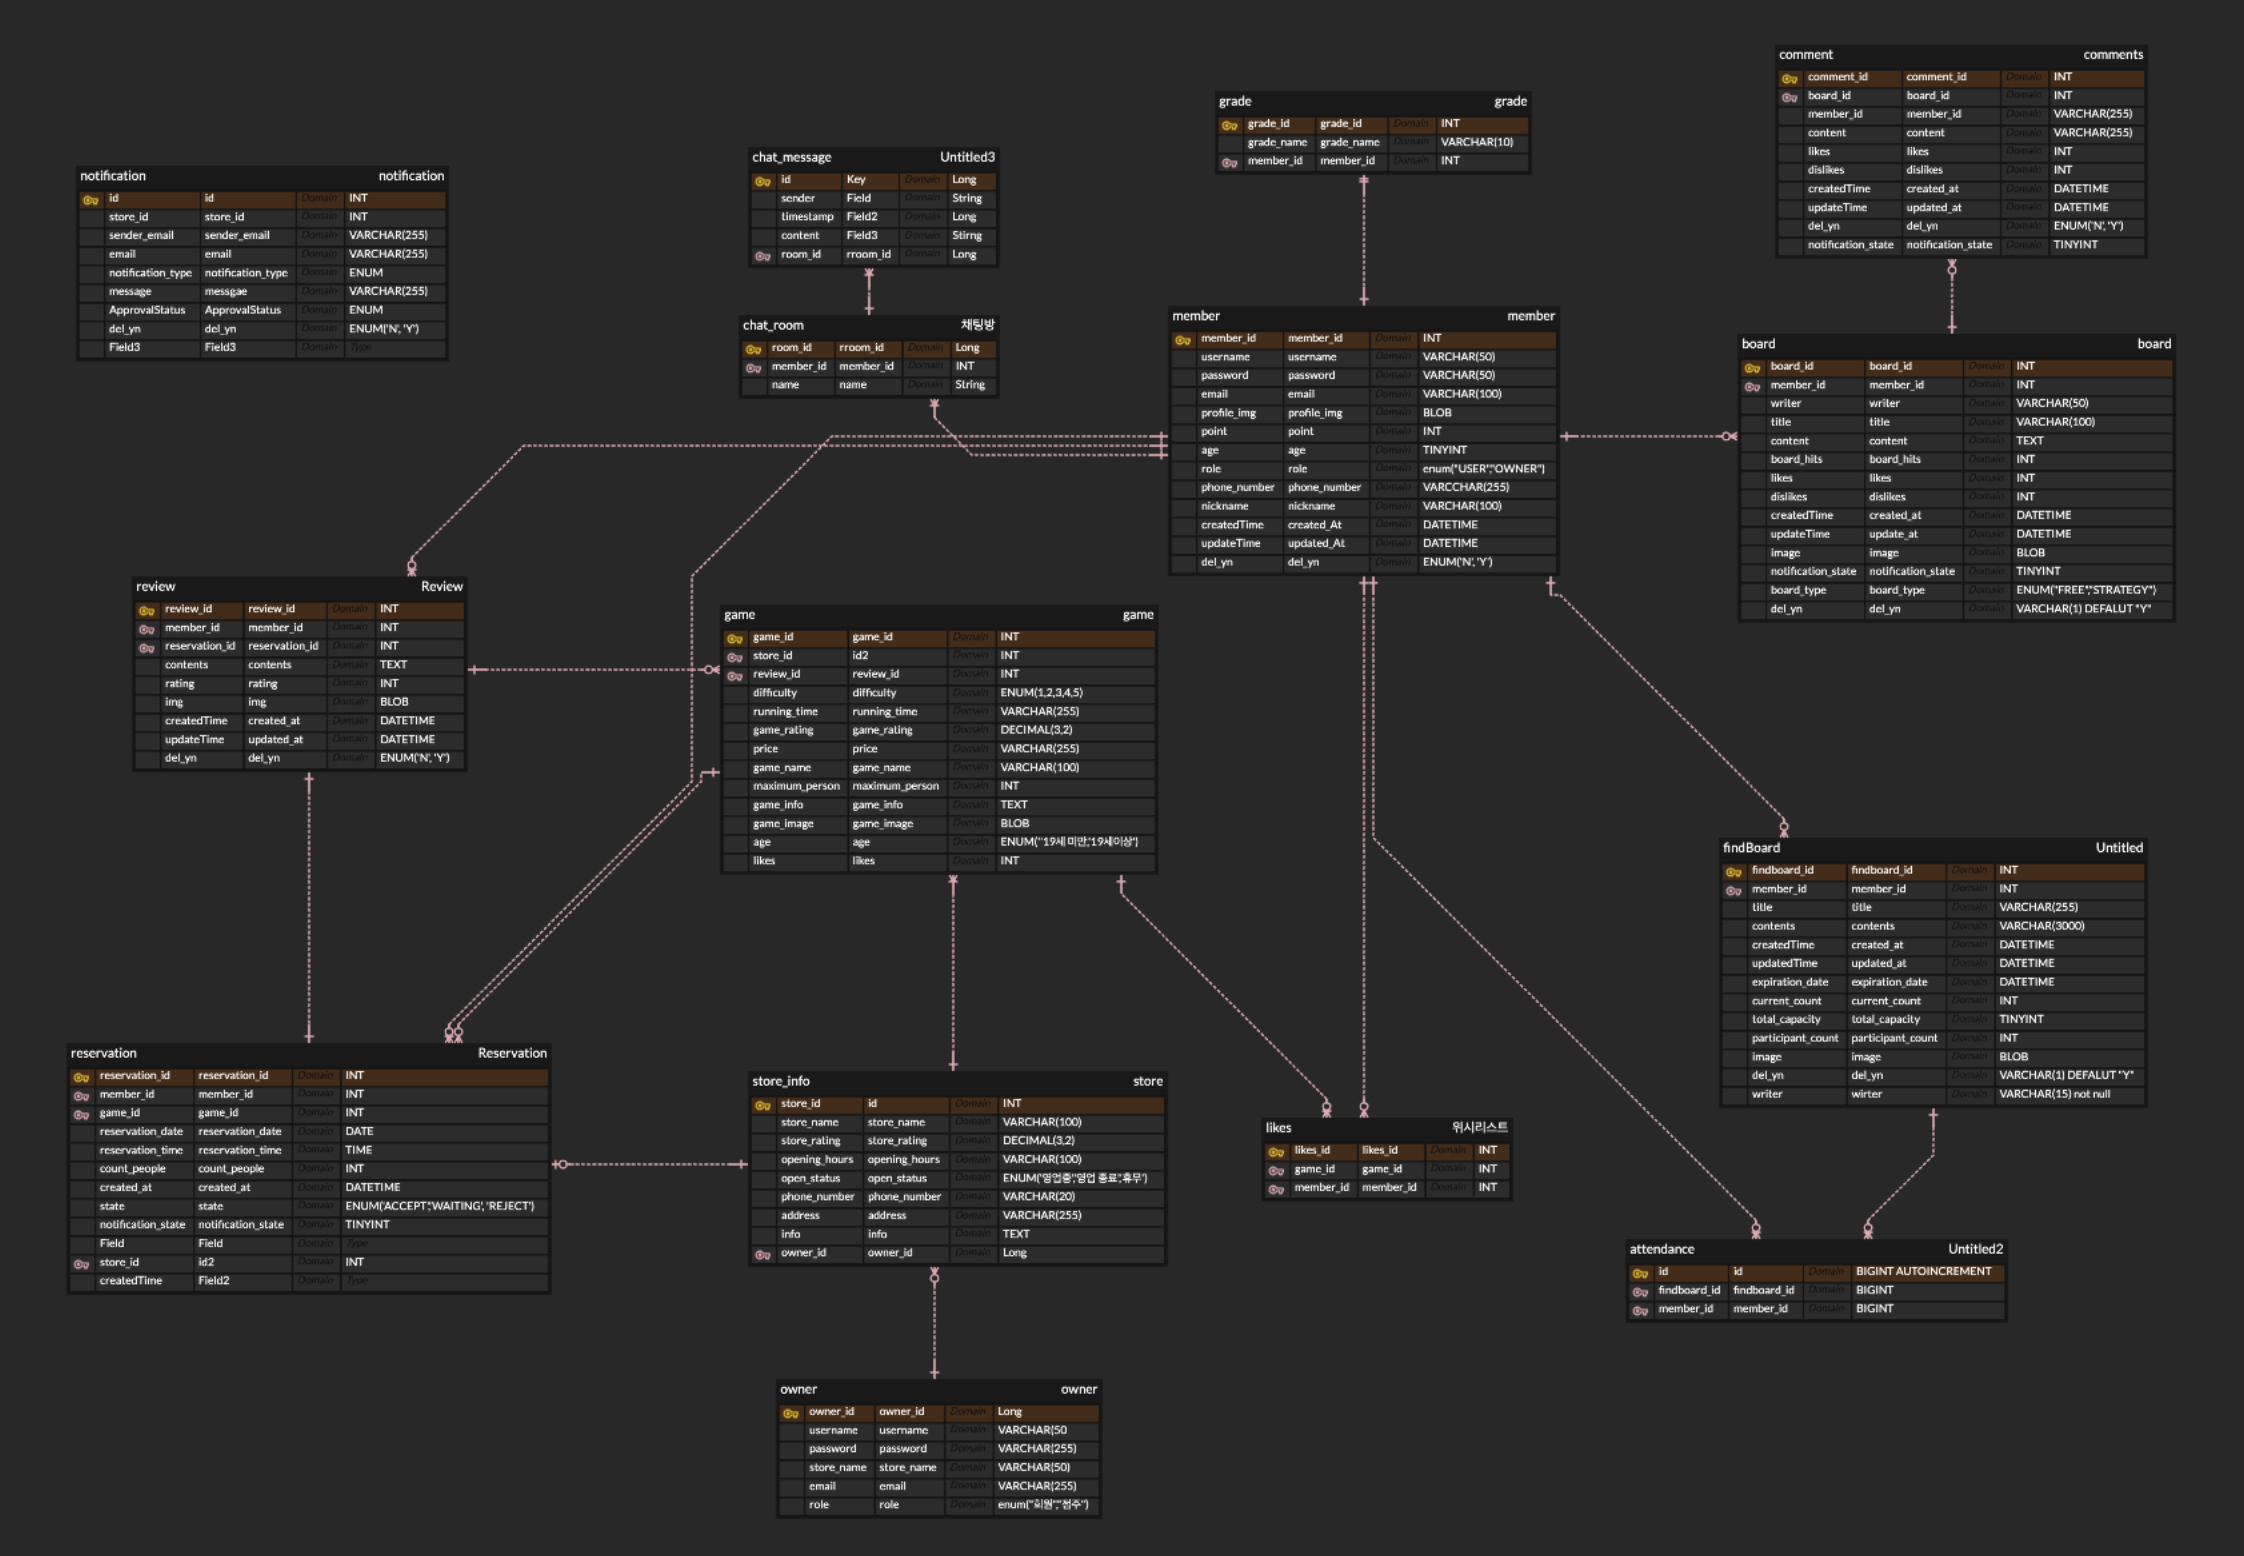 comment comments
comment_id comment_id Domain INT
board_id board_id Domain INT
member_id member_id Domain VARCHAR(255)
content content Domain VARCHAR(255)
likes likes Domain INT
dislikes dislikes Domain INT
createdTime created_at Domain DATETIME
updateTime updated_at Domain DATETIME
del_yn del_yn Domain ENUM('N', 'Y')
notification_state notification_state Domain TINYINT
grade grade
grade_id grade_id Domain INT
grade_name grade_name Domain VARCHAR(10)
member_id member_id Domain INT
chat_message Untitled3
id Key Domain Long
sender Field Domain String
timestamp Field2 Domain Long
content Field3 Domain Stirng
room_id rroom_id Domain Long
notification notification
id id Domain INT
store_id store_id Domain INT
sender_email sender_email Domain VARCHAR(255)
email email Domain VARCHAR(255)
notification_type notification_type Domain ENUM
message messgae Domain VARCHAR(255)
ApprovalStatus ApprovalStatus Domain ENUM
del_yn del_yn Domain ENUM('N', 'Y')
Field3 Field3 Domain Type
chat_room 채팅방
room_id rroom_id Domain Long
member_id member_id Domain INT
name name Domain String
member member
member_id member_id Domain INT
username username Domain VARCHAR(50)
password password Domain VARCHAR(50)
email email Domain VARCHAR(100)
profile_img profile_img Domain BLOB
point point Domain INT
age age Domain TINYINT
role role Domain enum("USER","OWNER")
phone_number phone_number Domain VARCCHAR(255)
nickname nickname Domain VARCHAR(100)
createdTime created_At Domain DATETIME
updateTime updated_At Domain DATETIME
del_yn del_yn Domain ENUM('N', 'Y')
board board
board_id board_id Domain INT
member_id member_id Domain INT
writer writer Domain VARCHAR(50)
title title Domain VARCHAR(100)
content content Domain TEXT
board_hits board_hits Domain INT
likes likes Domain INT
dislikes dislikes Domain INT
createdTime created_at Domain DATETIME
updateTime update_at Domain DATETIME
image image Domain BLOB
notification_state notification_state Domain TINYINT
board_type board_type Domain ENUM("FREE","STRATEGY")
del_yn del_yn Domain VARCHAR(1) DEFALUT "Y"
review Review
review_id review_id Domain INT
member_id member_id Domain INT
reservation_id reservation_id Domain INT
contents contents Domain TEXT
rating rating Domain INT
img img Domain BLOB
createdTime created_at Domain DATETIME
updateTime updated_at Domain DATETIME
del_yn del_yn Domain ENUM('N', 'Y')
game game
game_id game_id Domain INT
store_id id2 Domain INT
review_id review_id Domain INT
difficulty difficulty Domain ENUM(1,2,3,4,5)
running_time running_time Domain VARCHAR(255)
game_rating game_rating Domain DECIMAL(3,2)
price price Domain VARCHAR(255)
game_name game_name Domain VARCHAR(100)
maximum_person maximum_person Domain INT
game_info game_info Domain TEXT
game_image game_image Domain BLOB
age age Domain ENUM("19세 미만,"19세이상")
likes likes Domain INT
findBoard Untitled
findboard_id findboard_id Domain INT
member_id member_id Domain INT
title title Domain VARCHAR(255)
contents contents Domain VARCHAR(3000)
createdTime created_at Domain DATETIME
updatedTime updated_at Domain DATETIME
expiration_date expiration_date Domain DATETIME
current_count current_count Domain INT
total_capacity total_capacity Domain TINYINT
participant_count participant_count Domain INT
image image Domain BLOB
del_yn del_yn Domain VARCHAR(1) DEFALUT "Y"
writer wirter Domain VARCHAR(15) not null
reservation Reservation
reservation_id reservation_id Domain INT
member_id member_id Domain INT
game_id game_id Domain INT
reservation_date reservation_date Domain DATE
reservation_time reservation_time Domain TIME
count_people count_people Domain INT
created_at created_at Domain DATETIME
state state Domain ENUM('ACCEPT','WAITING', 'REJECT')
notification_state notification_state Domain TINYINT
Field Field Domain Type
store_id id2 Domain INT
createdTime Field2 Domain Type
store_info store
store_id id Domain INT
store_name store_name Domain VARCHAR(100)
store_rating store_rating Domain DECIMAL(3,2)
opening_hours opening_hours Domain VARCHAR(100)
open_status open_status Domain ENUM('영업중','영업 종료','휴무')
phone_number phone_number Domain VARCHAR(20)
address address Domain VARCHAR(255)
info info Domain TEXT
owner_id owner_id Domain Long
likes 위시리스트
likes_id likes_id Domain INT
game_id game_id Domain INT
member_id member_id Domain INT
attendance Untitled2
id id Domain BIGINT AUTOINCREMENT
findboard_id findboard_id Domain BIGINT
member_id member_id Domain BIGINT
owner owner
owner_id owner_id Domain Long
username username Domain VARCHAR(50
password password Domain VARCHAR(255)
store_name store_name Domain VARCHAR(50)
email email Domain VARCHAR(255)
role role Domain enum("회원","점주")